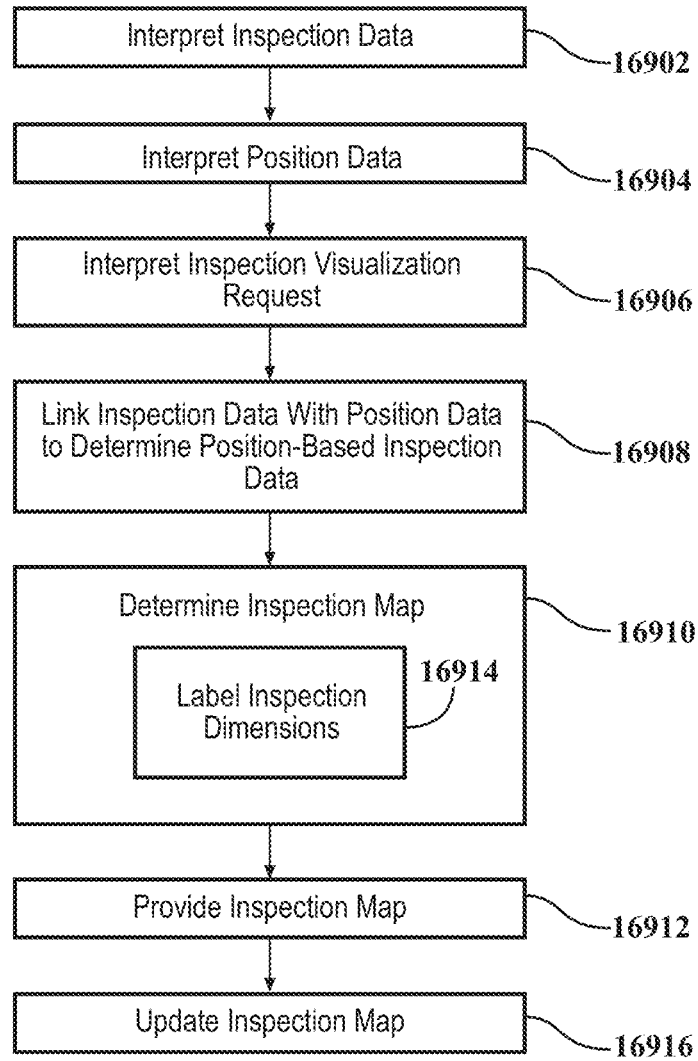 Interpret Inspection Data
16902
Interpret Position Data
16904
Interpret Inspection Visualization
Request
16906
Link Inspection Data With Position Data
to Determine Position-Based Inspection
Data
16908
Determine Inspection Map
16910
16914
Label Inspection
Dimensions
Provide Inspection Map
16912
Update Inspection Map
16916